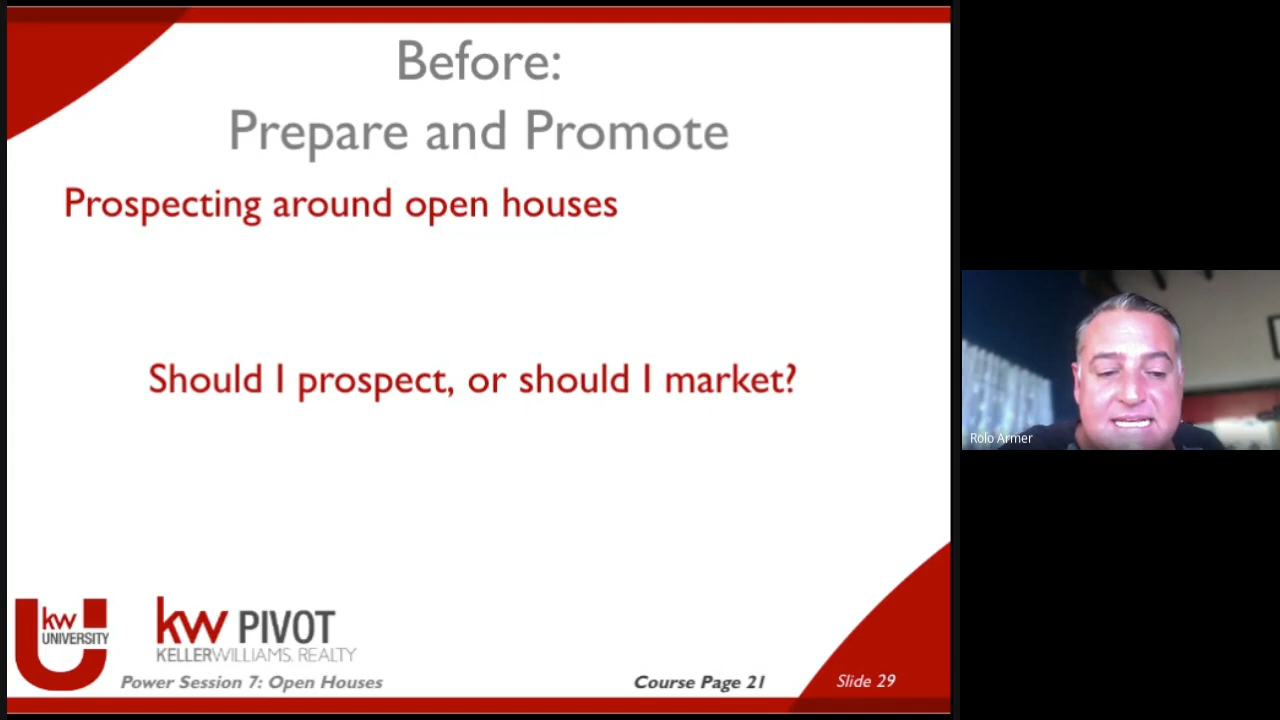 Before:
Prepare and Promote
Prospecting around open houses
Should I prospect, or should I market?
Rolo Armer
kw
UNIVERSITY
kw PIVOT
KELLERWILLIAMS. REALTY
Power Session 7: Open Houses
Course Page 21
Slide 29